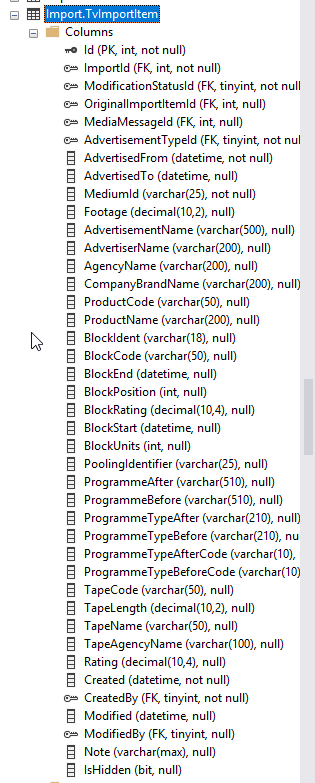 Import.TvImportItem
Columns
Id (PK, int, not null)
ImportId (FK, int, not null)
ModificationStatusId (FK, tinyint, not null)
OriginalImportItemId (FK, int, null)
MediaMessageId (FK, int, null)
AdvertisementTypeId (FK, tinyint, not null)
AdvertisedFrom (datetime, not null)
AdvertisedTo (datetime, null)
MediumId (varchar(25), not null)
Footage (decimal(10,2), null)
AdvertisementName (varchar(500), null)
AdvertiserName (varchar(200), null)
AgencyName (varchar(200), null)
CompanyBrandName (varchar(200), null)
ProductCode (varchar(50), null)
ProductName (varchar(200), null)
BlockIdent (varchar(18), null)
BlockCode (varchar(50), null)
BlockEnd (datetime, null)
BlockPosition (int, null)
BlockRating (decimal(10,4), null)
BlockStart (datetime, null)
BlockUnits (int, null)
PoolingIdentifier (varchar(25), null)
ProgrammeAfter (varchar(510), null)
ProgrammeBefore (varchar(510), null)
ProgrammeTypeAfter (varchar(210), null)
ProgrammeTypeBefore (varchar(210), nu
ProgrammeTypeAfterCode (varchar(10),
ProgrammeTypeBeforeCode (varchar(10)
TapeCode (varchar(50), null)
TapeLength (decimal(10,2), null)
TapeName (varchar(50), null)
TapeAgencyName (varchar(100), null)
Rating (decimal(10,4), null)
Created (datetime, not null)
CreatedBy (FK, tinyint, not null)
Modified (datetime, null)
ModifiedBy (FK, tinyint, null)
Note (varchar(max), null)
IsHidden (bit, null)